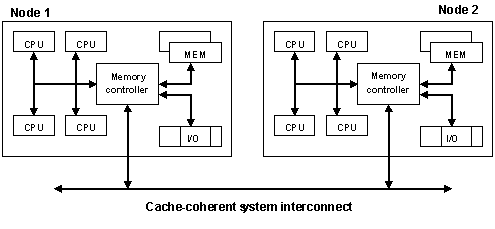 Node 1
Node 2
CPU
CPU
MEM
Memory
controller
CPU
CPU
I/O
CPU
CPU
MEM
Memory
controller
CPU
CPU
I/O
Cache-coherent system interconnect